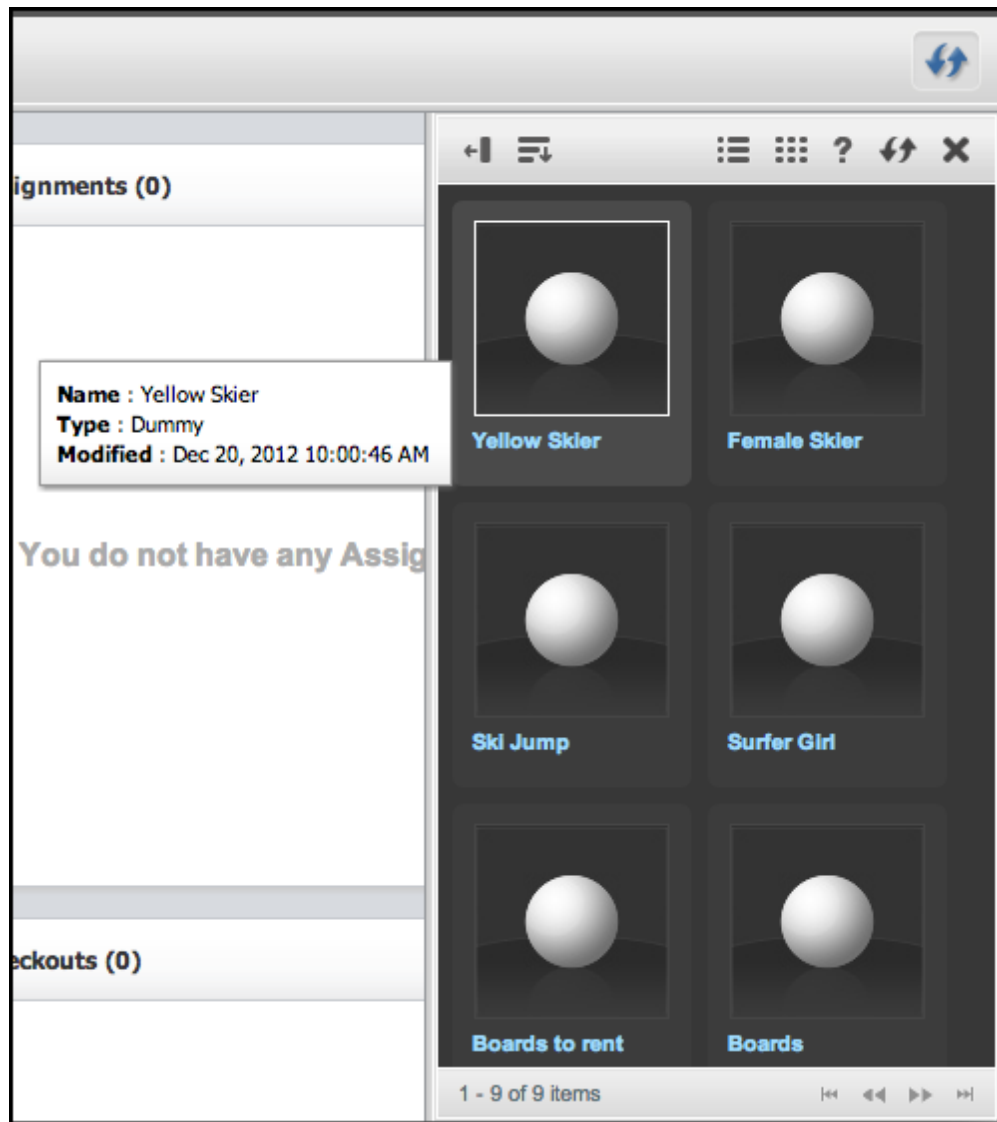 ignments (0)
?
Name : Yellow Skier
Type : Dummy
Modified : Dec 20, 2012 10:00:46 AM
Yellow Skier
Female Skier
You do not have any Assig
Ski Jump
Surfer Girl
eckouts (0)
Boards to rent
Boards
1 - 9 of 9 items